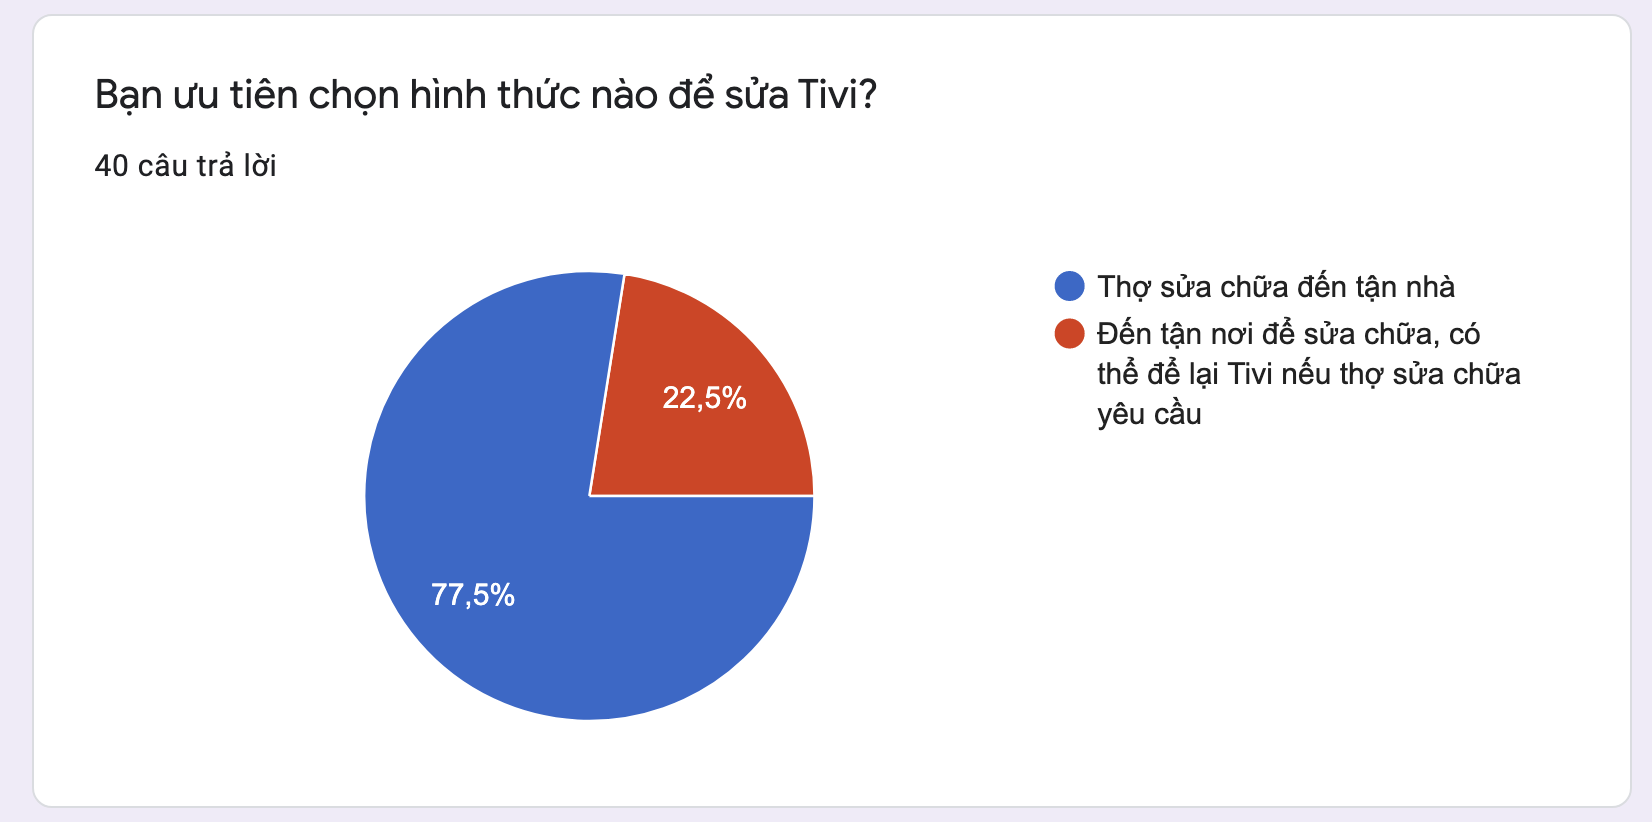 Bạn ưu tiên chọn hình thức nào để sửa Tivi?
40 câu trả lời
Thợ sửa chữa đến tận nhà
Đến tận nơi để sửa chữa, có
thể để lại Tivi nếu thợ sửa chữa
yêu cầu
22,5%
77,5%